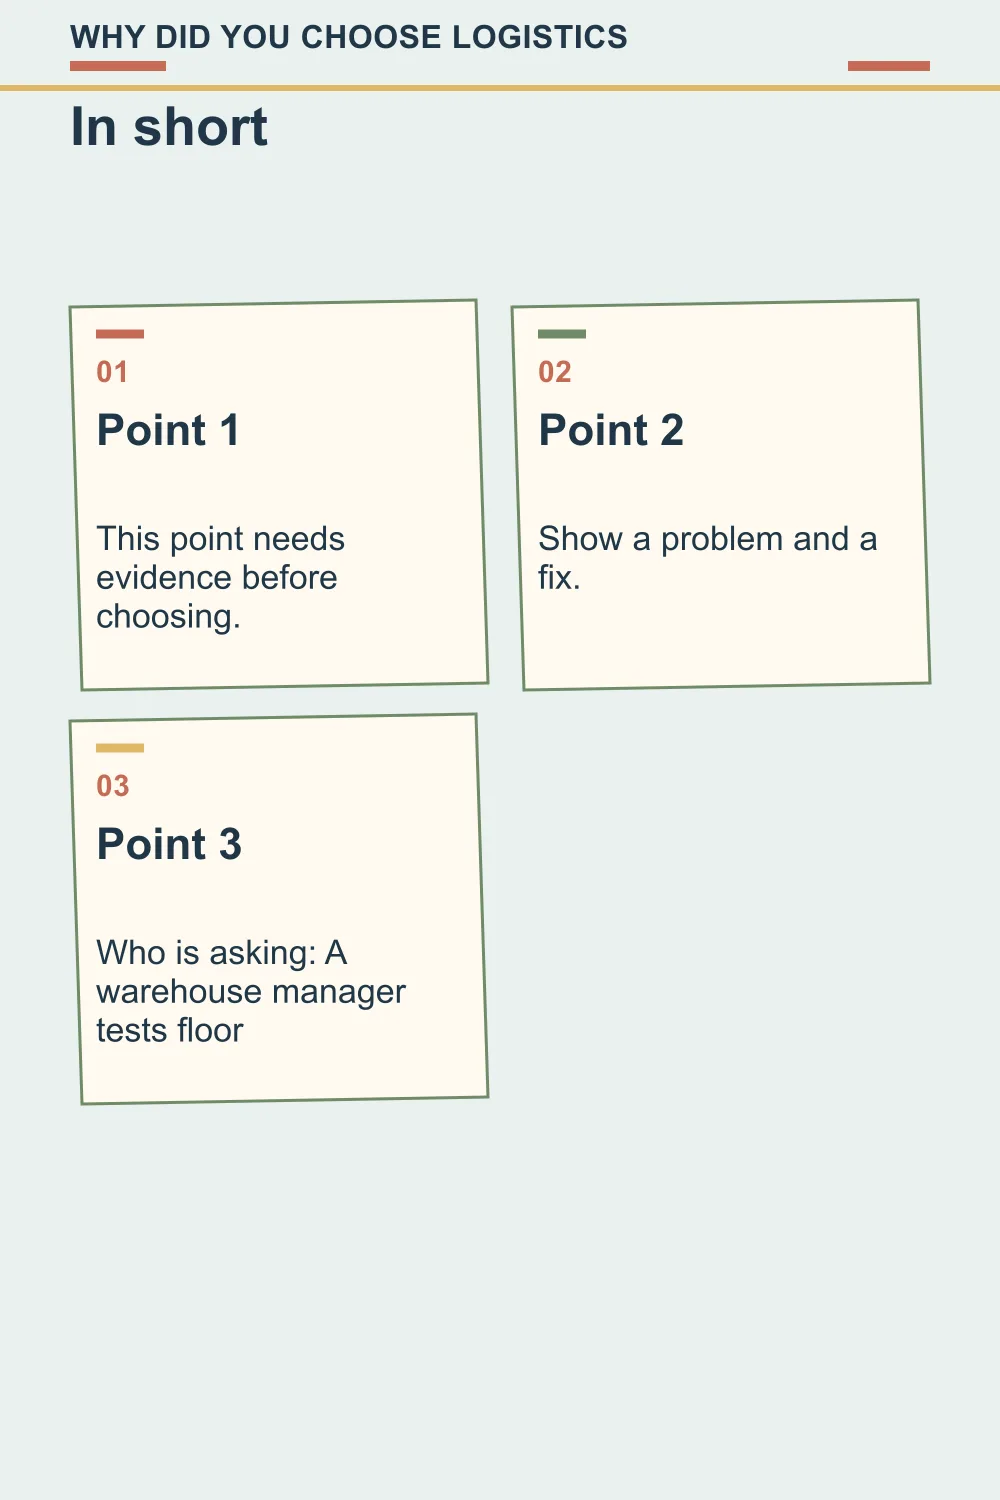 WHY DID YOU CHOOSE LOGISTICS
In short
01
Point 1
This point needs
evidence before
choosing.
02
Point 2
Show a problem and a
fix.
03
Point 3
Who is asking: A
warehouse manager
tests floor